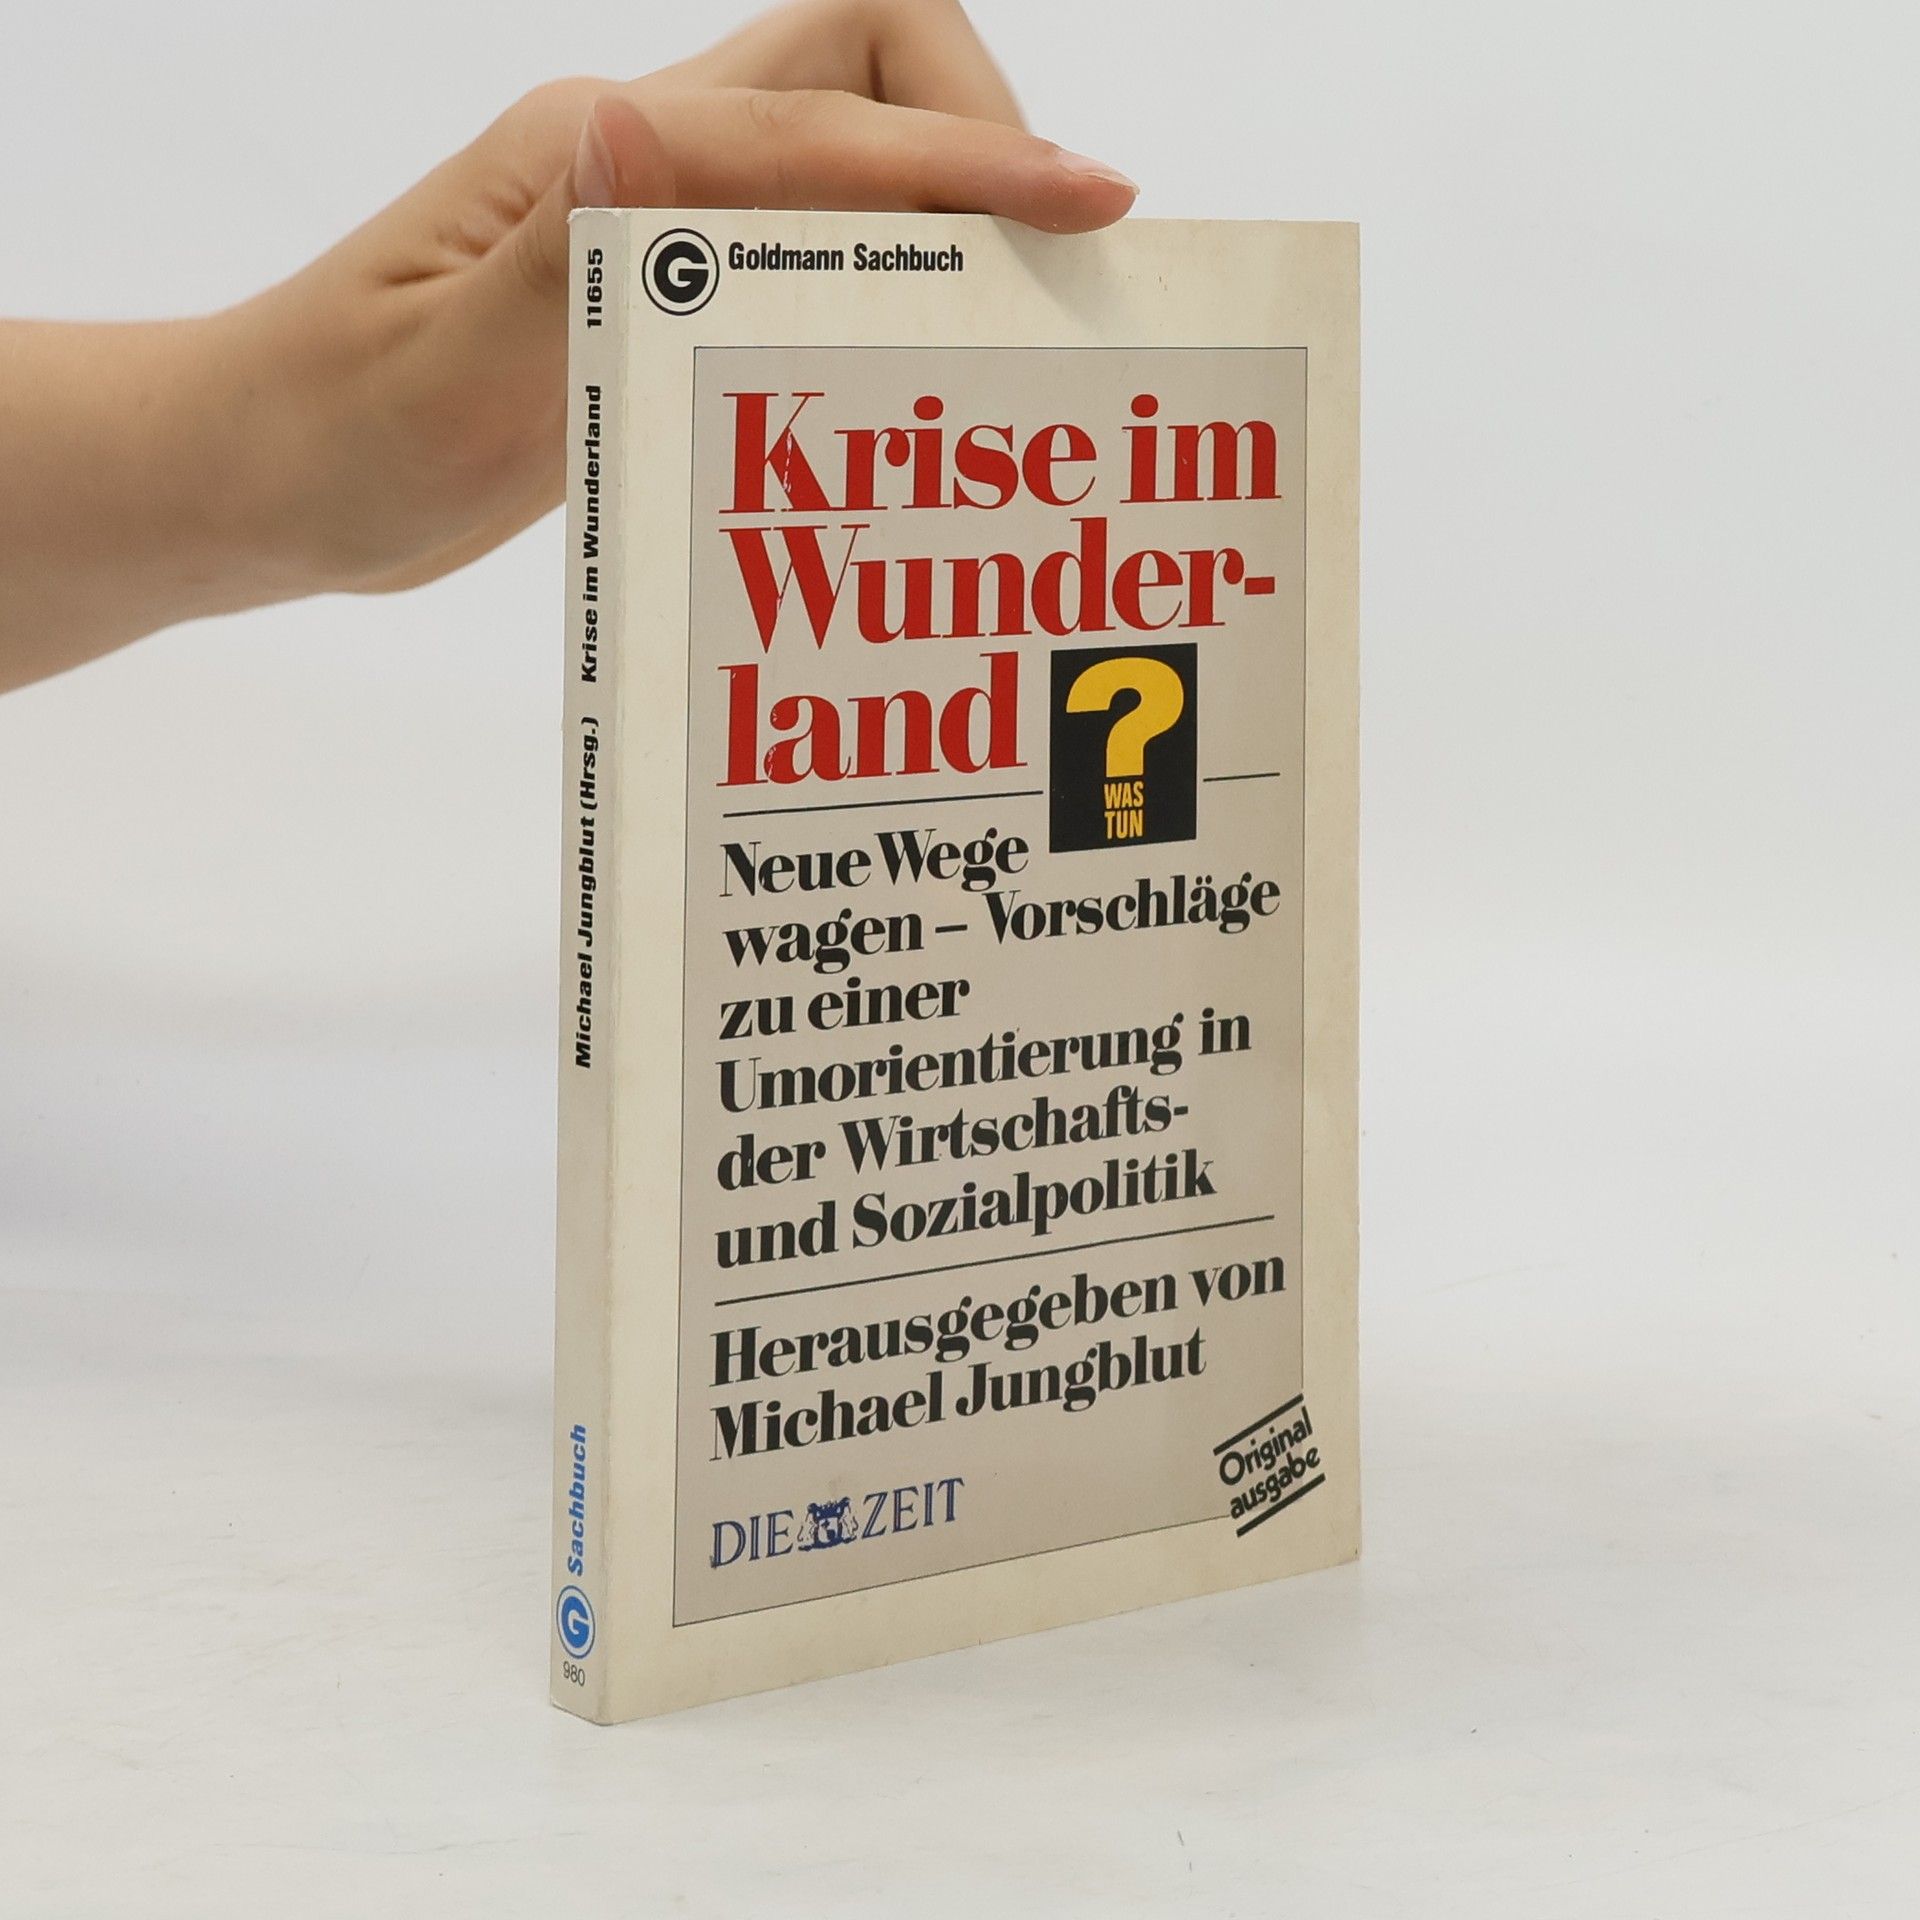 G Goldmann Sachbuch
Krise im
Wunder-
land
?
WAS
TUN
Neue Wege
wagen – Vorschläge
zu einer
Umorientierung in
der Wirtschafts-
und Sozialpolitik
Herausgegeben von
Michael Jungblut
DIE ZEIT
Original
ausgabe
Michael Jungblut (Hrsg.) Krise im Wunderland 11655
G Sachbuch
980